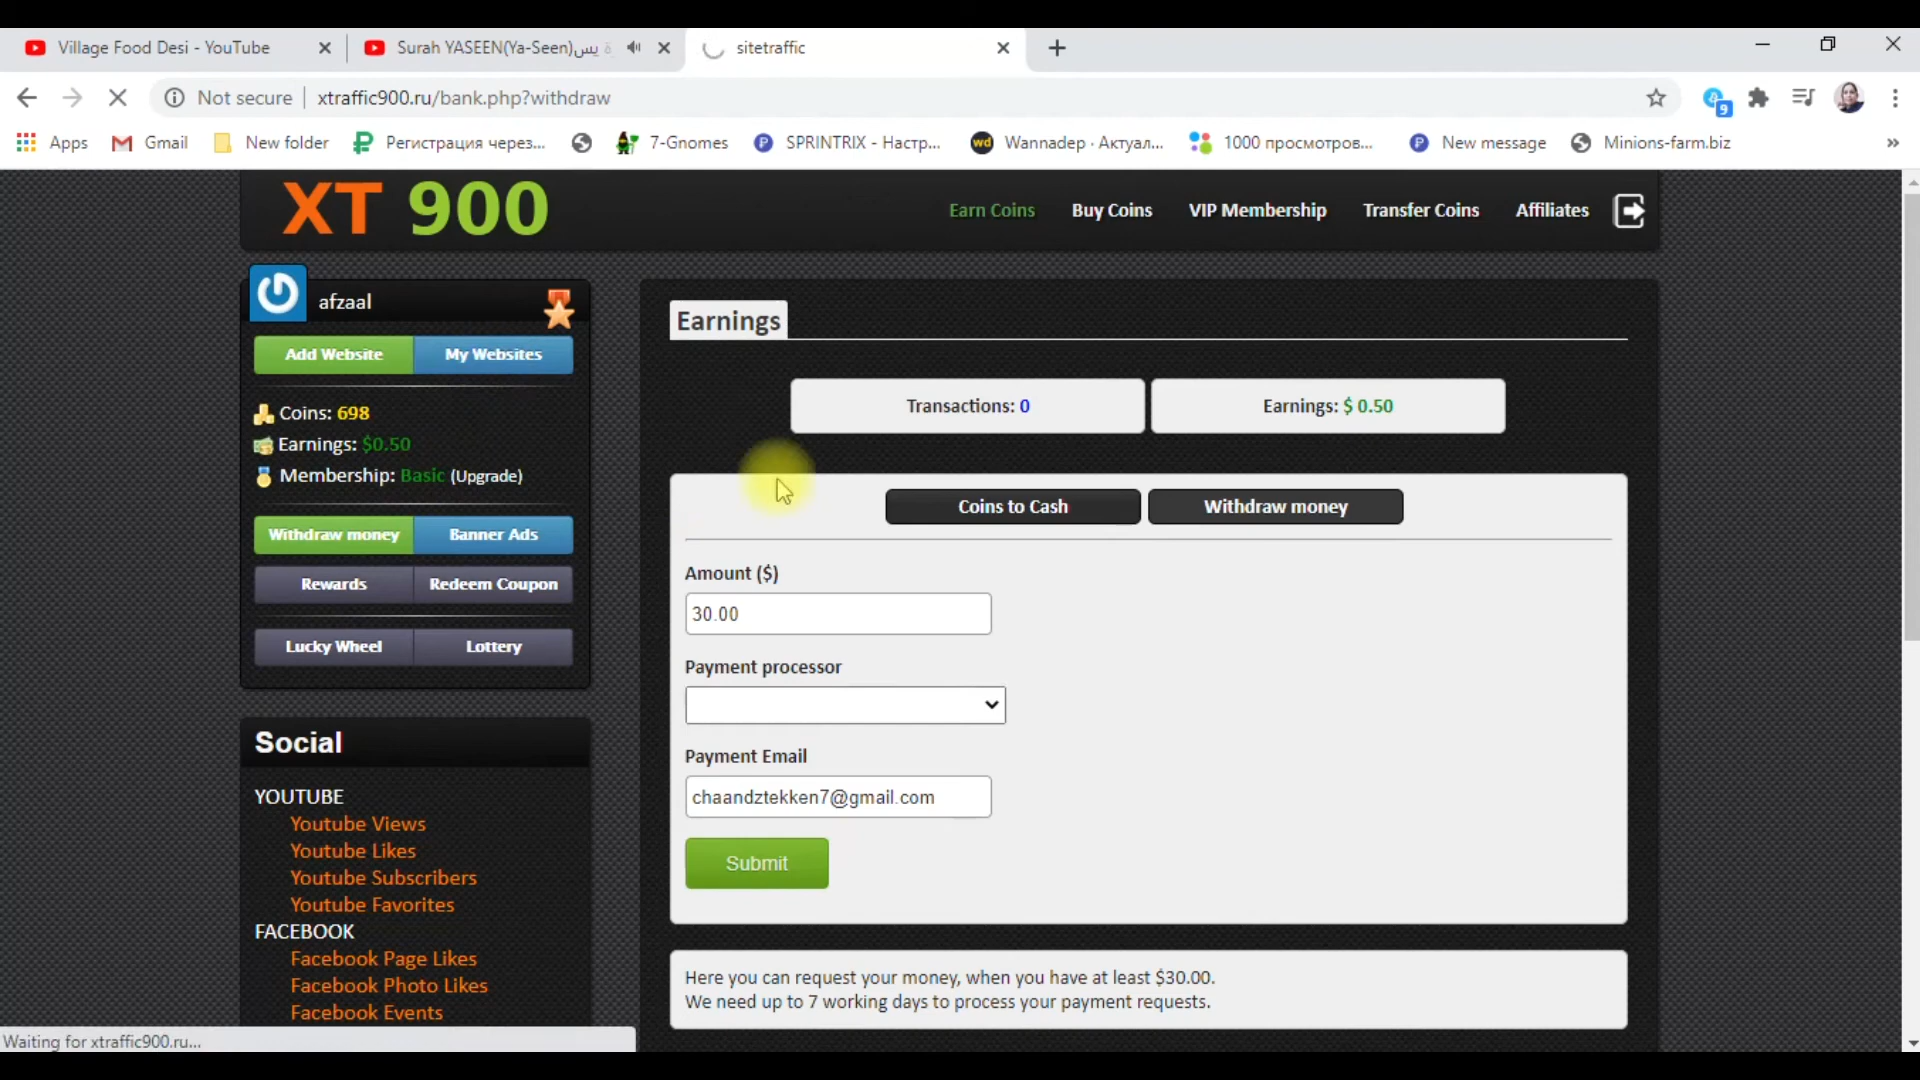 Village Food Desi - YouTube
Surah YASEEN(Ya-Seen)ة يس
sitetraffic
Not secure
xtraffic900.ru/bank.php?withdraw
9
Apps
Gmail
New folder
Регистрация через...
7-Gnomes
SPRINTRIX - Настр...
Wannadep · Актуал...
1000 просмотров...
New message
Minions-farm.biz
»
XT 900
Earn Coins
Buy Coins
VIP Membership
Transfer Coins
Affiliates
afzaal
Add Website
My Websites
Coins: 698
Earnings: $0.50
Membership: Basic (Upgrade)
Withdraw money
Banner Ads
Rewards
Redeem Coupon
Lucky Wheel
Lottery
Social
YOUTUBE
Youtube Views
Youtube Likes
Youtube Subscribers
Youtube Favorites
FACEBOOK
Facebook Page Likes
Facebook Photo Likes
Facebook Events
Earnings
Transactions: 0
Earnings: $ 0.50
Coins to Cash
Withdraw money
Amount ($)
30.00
Payment processor
Payment Email
chaandztekken7@gmail.com
Submit
Here you can request your money, when you have at least $30.00.
We need up to 7 working days to process your payment requests.
Waiting for xtraffic900.ru...